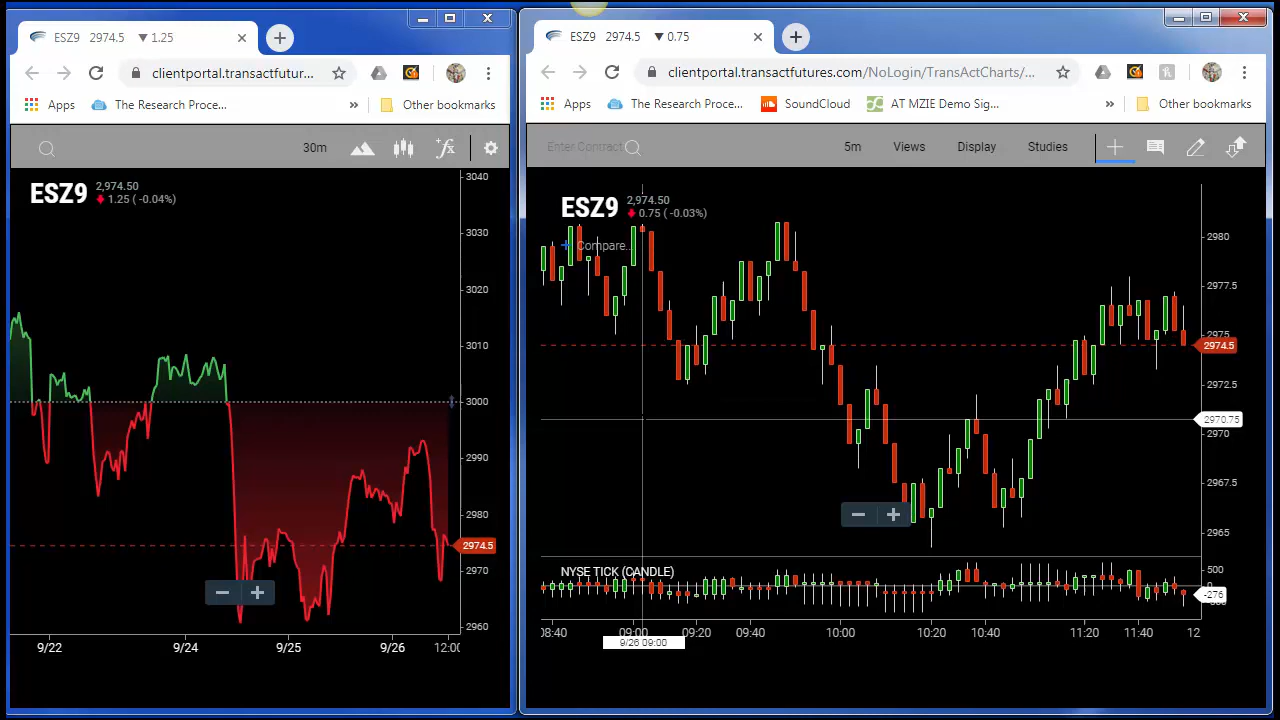 ESZ9 2974.5 ▼ 1.25
clientportal.transactfutur...
Apps The Research Proce... » Other bookmarks
30m
ESZ9 2,974.50
1.25 ( -0.04%)
3040
3030
3020
3010
3000
2990
2980
2974.5
2970
2960
9/22 9/24 9/25 9/26 12:00
ESZ9 2974.5 ▼ 0.75
clientportal.transactfutures.com/NoLogin/TransActCharts/...
Apps The Research Proce... SoundCloud AT MZIE Demo Sig... » Other bookmarks
Enter Contract 5m Views Display Studies
ESZ9 2,974.50
0.75 ( -0.03%)
+ Compare...
2980
2977.5
2975
2974.5
2972.5
2970.75
2970
2967.5
2965
NYSE TICK (CANDLE)
500
0
-276
08:40 09:00 09:20 09:40 10:00 10:20 10:40 11:20 11:40 12
9/26 09:00